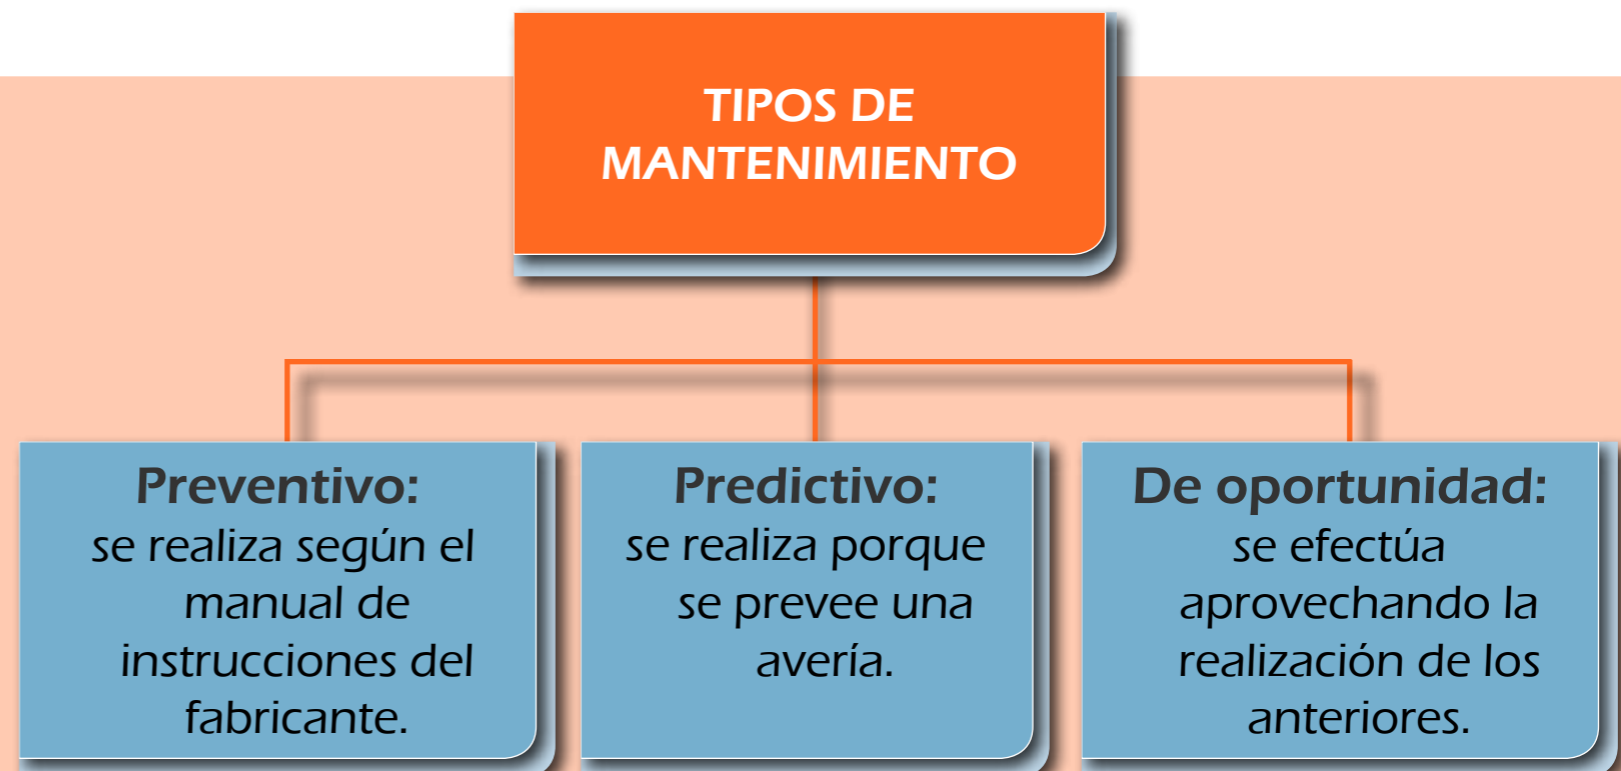 TIPOS DE
MANTENIMIENTO
Preventivo:
se realiza según el
manual de
instrucciones del
fabricante.
Predictivo:
se realiza porque
se prevee una
avería.
De oportunidad:
se efectúa
aprovechando la
realización de los
anteriores.